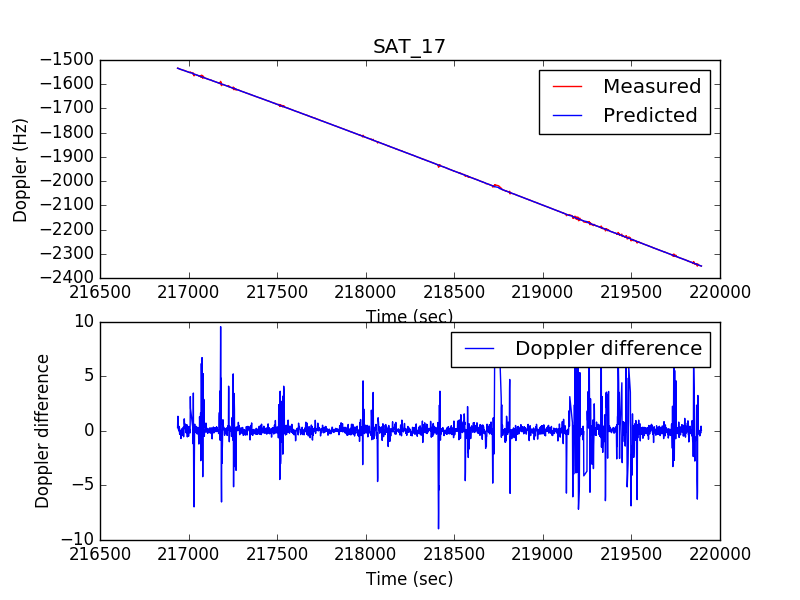 SAT_17
−1500
−1600
−1700
−1800
−1900
−2000
−2100
−2200
−2300
−2400
Doppler (Hz)
Measured
Predicted
216500 217000 217500 218000 218500 219000 219500 220000
Time (sec)
10
5
0
−5
−10
Doppler difference
Doppler difference
216500 217000 217500 218000 218500 219000 219500 220000
Time (sec)